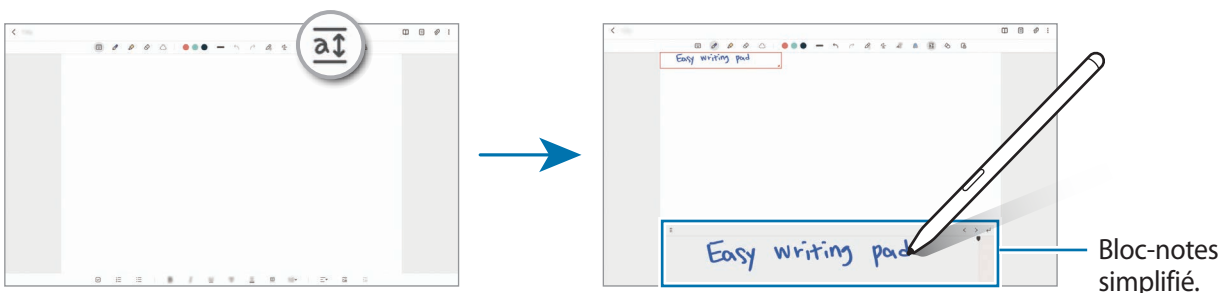 a
Easy writing pad
Easy writing pad
Bloc-notes
simplifié.